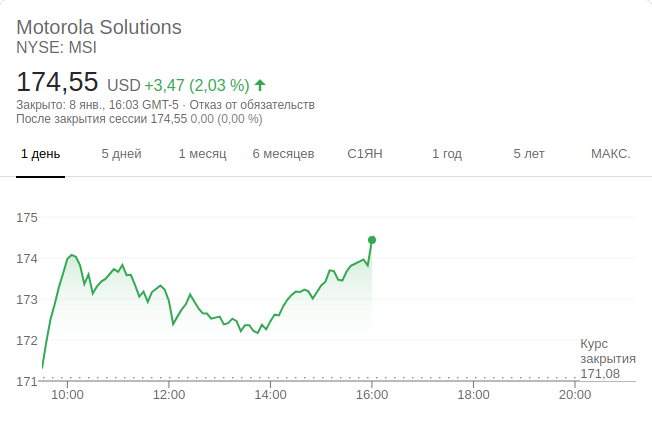 Motorola Solutions
NYSE: MSI
174,55 USD +3,47 (2,03 %)
Закрыто: 8 янв., 16:03 GMT-5 · Отказ от обязательств
После закрытия сессии 174,55 0,00 (0,00 %)
1 день 5 дней 1 месяц 6 месяцев С1ЯН 1 год 5 лет МАКС.
175
174
173
172
171
Курс
закрытия
171,08
10:00 12:00 14:00 16:00 18:00 20:00